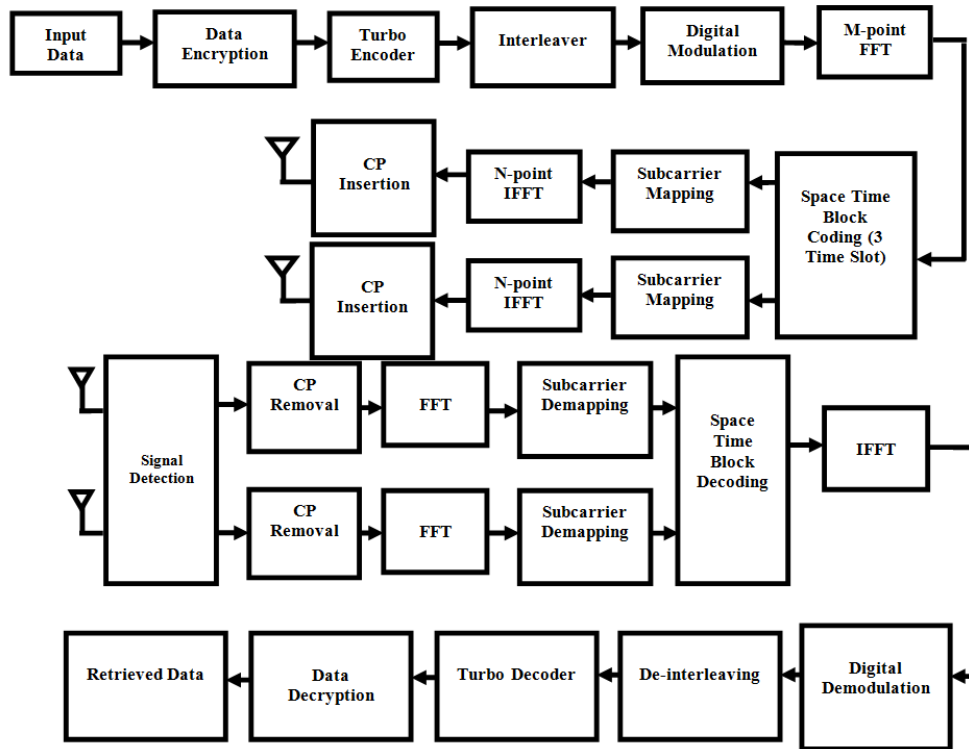 Input
Data
Data
Encryption
Turbo
Encoder
Interleaver
Digital
Modulation
M-point
FFT
CP
Insertion
N-point
IFFT
Subcarrier
Mapping
Space Time
Block
Coding (3
Time Slot)
CP
Insertion
N-point
IFFT
Subcarrier
Mapping
Signal
Detection
CP
Removal
FFT
Subcarrier
Demapping
Space
Time
Block
Decoding
IFFT
CP
Removal
FFT
Subcarrier
Demapping
Retrieved Data
Data
Decryption
Turbo Decoder
De-interleaving
Digital
Demodulation